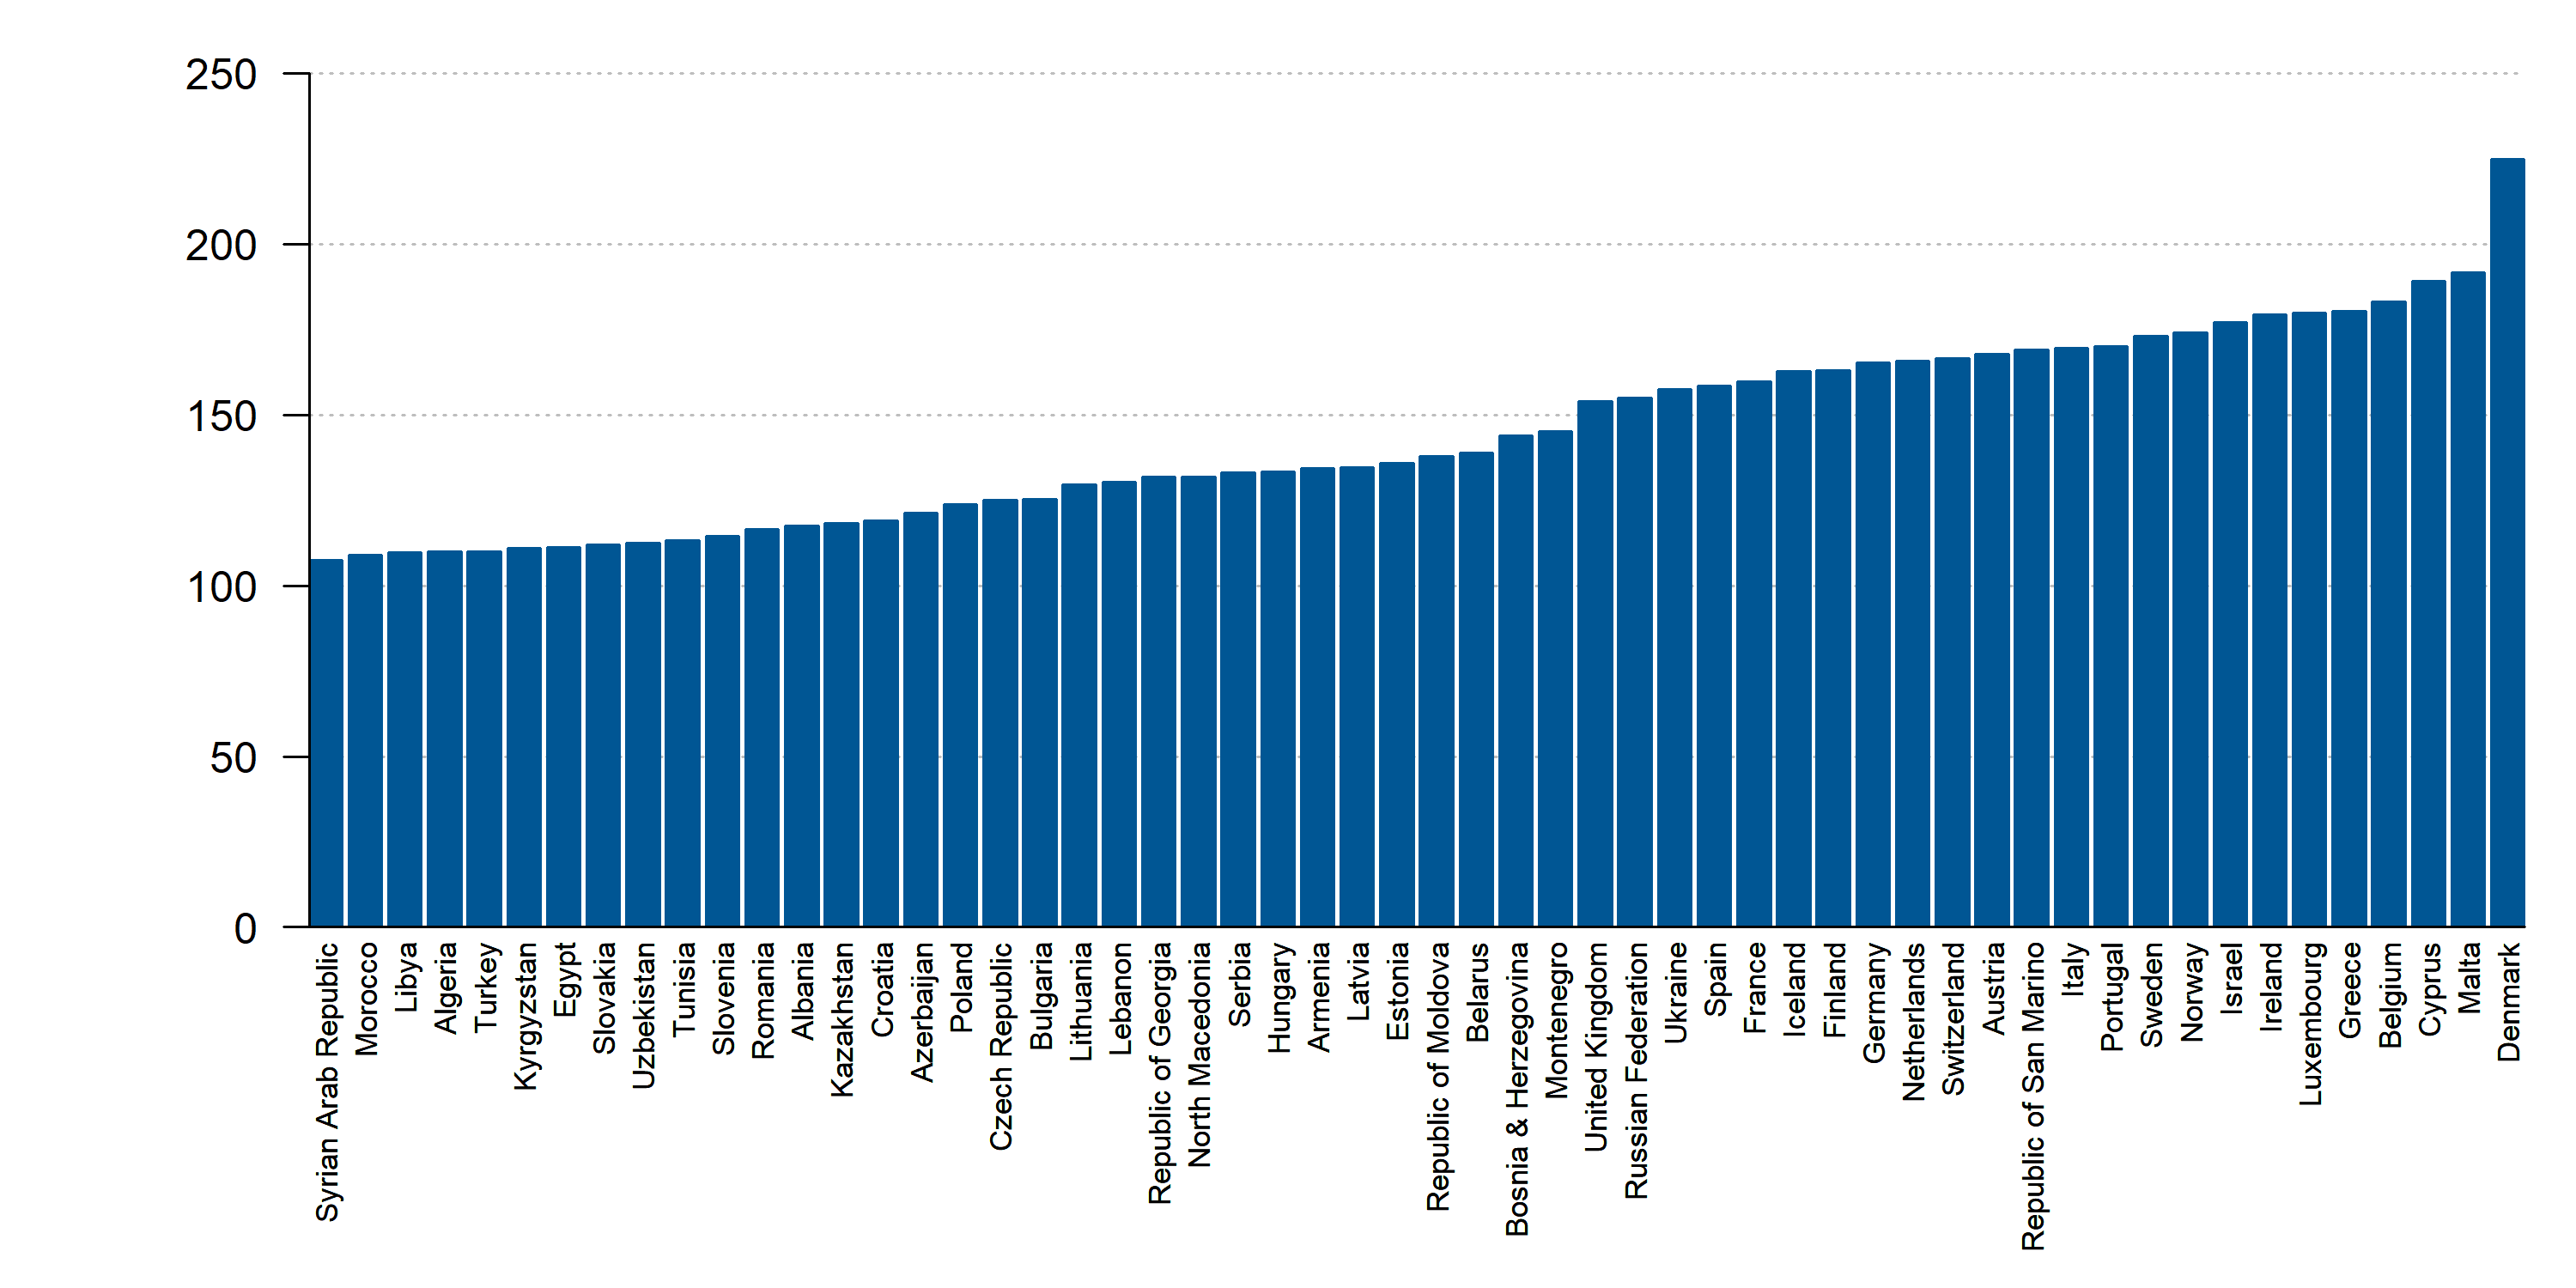 250
200
150
100
50
0
Syrian Arab Republic
Morocco
Libya
Algeria
Turkey
Kyrgyzstan
Egypt
Slovakia
Uzbekistan
Tunisia
Slovenia
Romania
Albania
Kazakhstan
Croatia
Azerbaijan
Poland
Czech Republic
Bulgaria
Lithuania
Lebanon
Republic of Georgia
North Macedonia
Serbia
Hungary
Armenia
Latvia
Estonia
Republic of Moldova
Belarus
Bosnia & Herzegovina
Montenegro
United Kingdom
Russian Federation
Ukraine
Spain
France
Iceland
Finland
Germany
Netherlands
Switzerland
Austria
Republic of San Marino
Italy
Portugal
Sweden
Norway
Israel
Ireland
Luxembourg
Greece
Belgium
Cyprus
Malta
Denmark